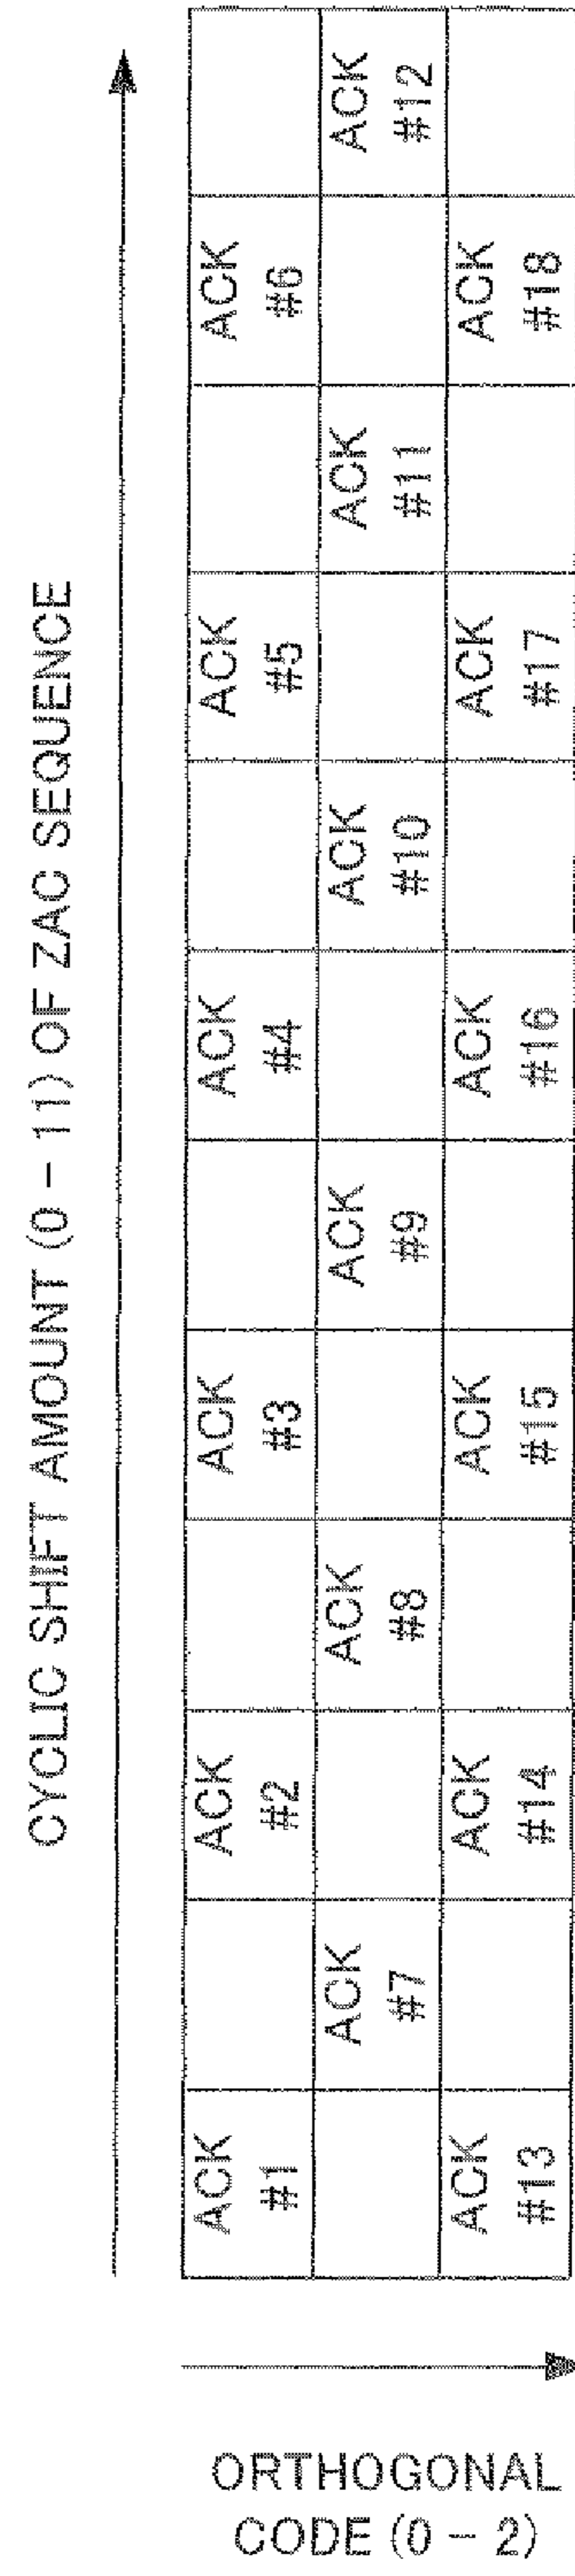 CYCLIC SHIFT AMOUNT (0 – 11) OF ZAC SEQUENCE
ORTHOGONAL
CODE (0 – 2)
ACK
#1
ACK
#2
ACK
#3
ACK
#4
ACK
#5
ACK
#6
ACK
#7
ACK
#8
ACK
#9
ACK
#10
ACK
#11
ACK
#12
ACK
#13
ACK
#14
ACK
#15
ACK
#16
ACK
#17
ACK
#18